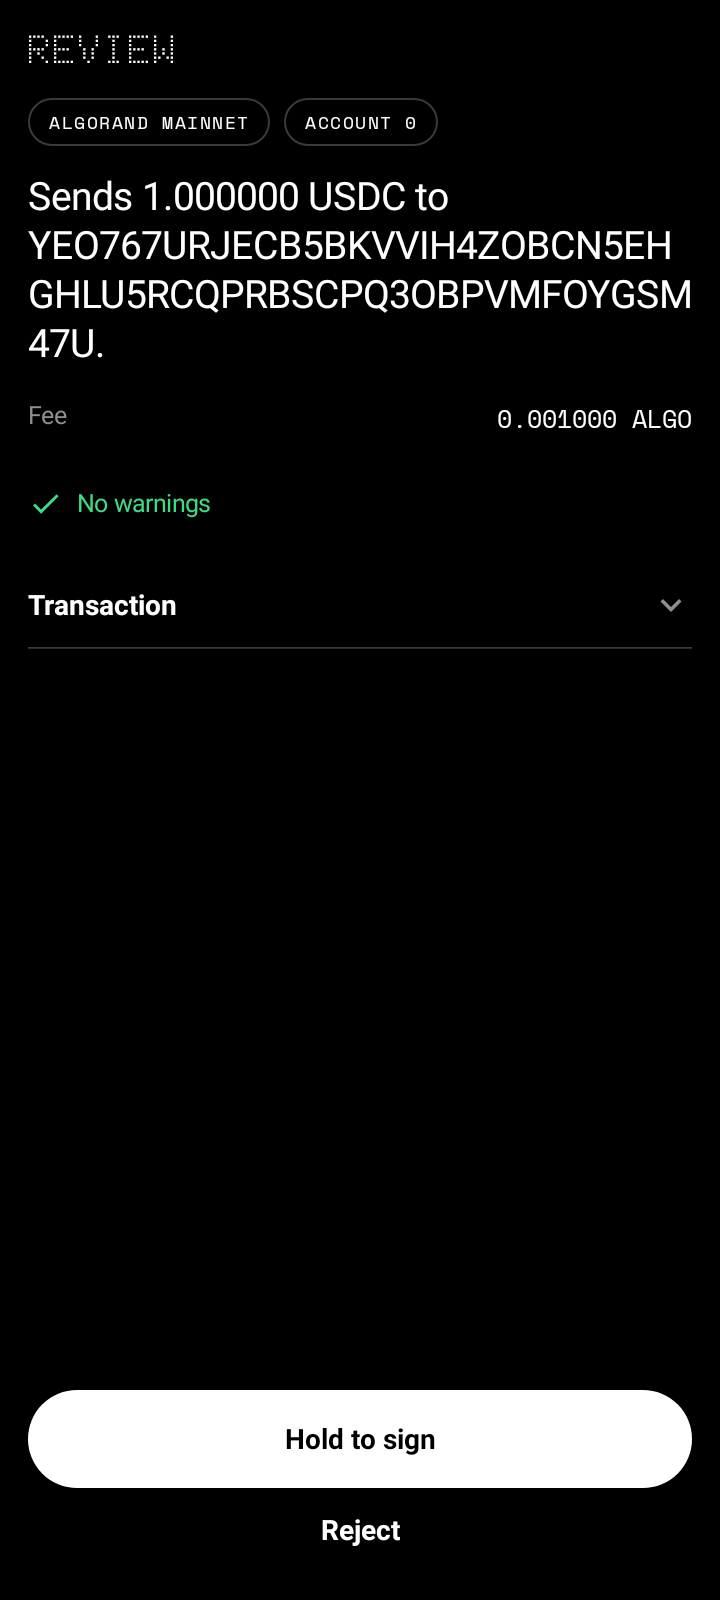 REVIEW
ALGORAND MAINNET
ACCOUNT 0
Sends 1.000000 USDC to
YEO767URJECB5BKVVIH4ZOBCN5EH
GHLU5RCQPRBSCPQ3OBPVMFOYGSM
47U.
Fee
0.001000 ALGO
No warnings
Transaction
Hold to sign
Reject